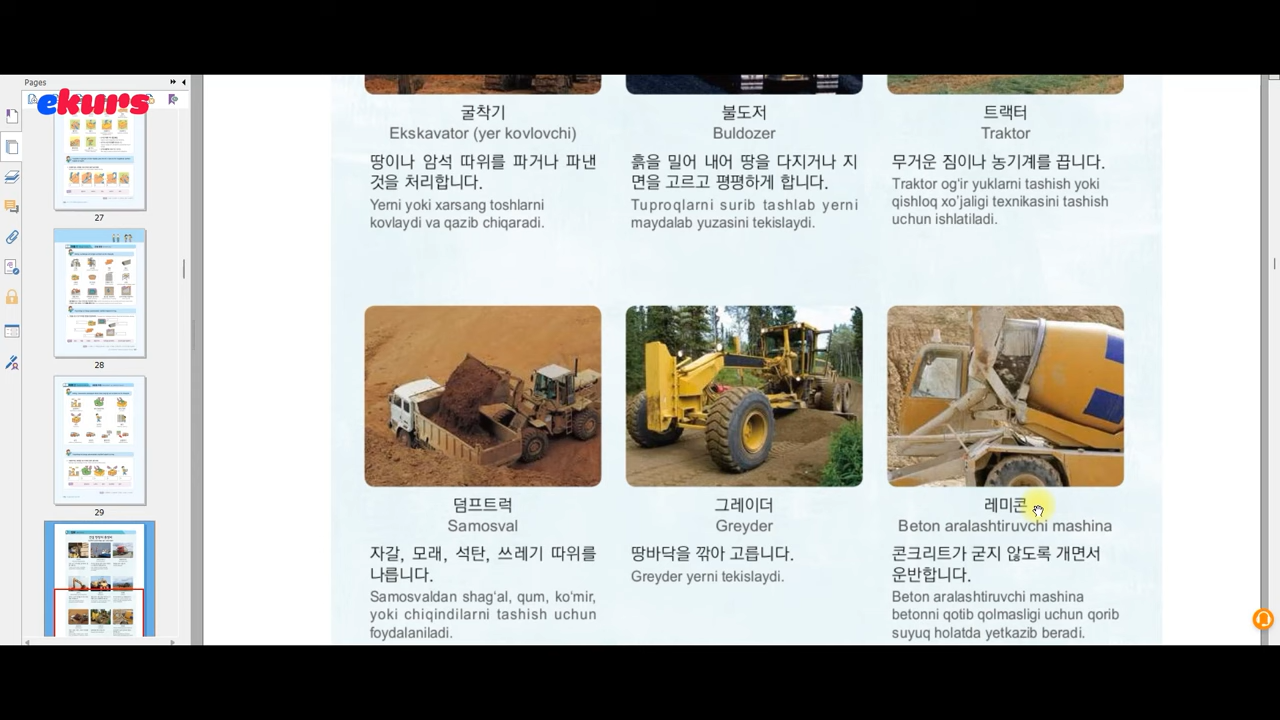 Pages
ekurs
27
28
29
굴착기
Ekskavator (yer kovlovchi)
땅이나 암석 따위를 파거나 파낸
것을 처리합니다.
Yerni yoki xarsang toshlarni
kovlaydi va qazib chiqaradi.
불도저
Buldozer
흙을 밀어 내어 땅을 다지거나 지
면을 고르고 평평하게 합니다.
Tuproqlarni surib tashlab yerni
maydalab yuzasini tekislaydi.
트랙터
Traktor
무거운 짐이나 농기계를 끕니다.
Traktor og‘ir yuklarni tashish yoki
qishloq xo‘jaligi texnikasini tashish
uchun ishlatiladi.
덤프트럭
Samosval
자갈, 모래, 석탄, 쓰레기 따위를
나릅니다.
Samosvaldan shag‘al, qum, ko‘mir,
yoki chiqindilarni tashish uchun
foydalaniladi.
그레이더
Greyder
땅바닥을 깎아 고릅니다.
Greyder yerni tekislaydi.
레미콘
Beton aralashtiruvchi mashina
콘크리트가 굳지 않도록 개면서
운반합니다.
Beton aralashtiruvchi mashina
betonni qotib qolmasligi uchun qorib
suyuq holatda yetkazib beradi.